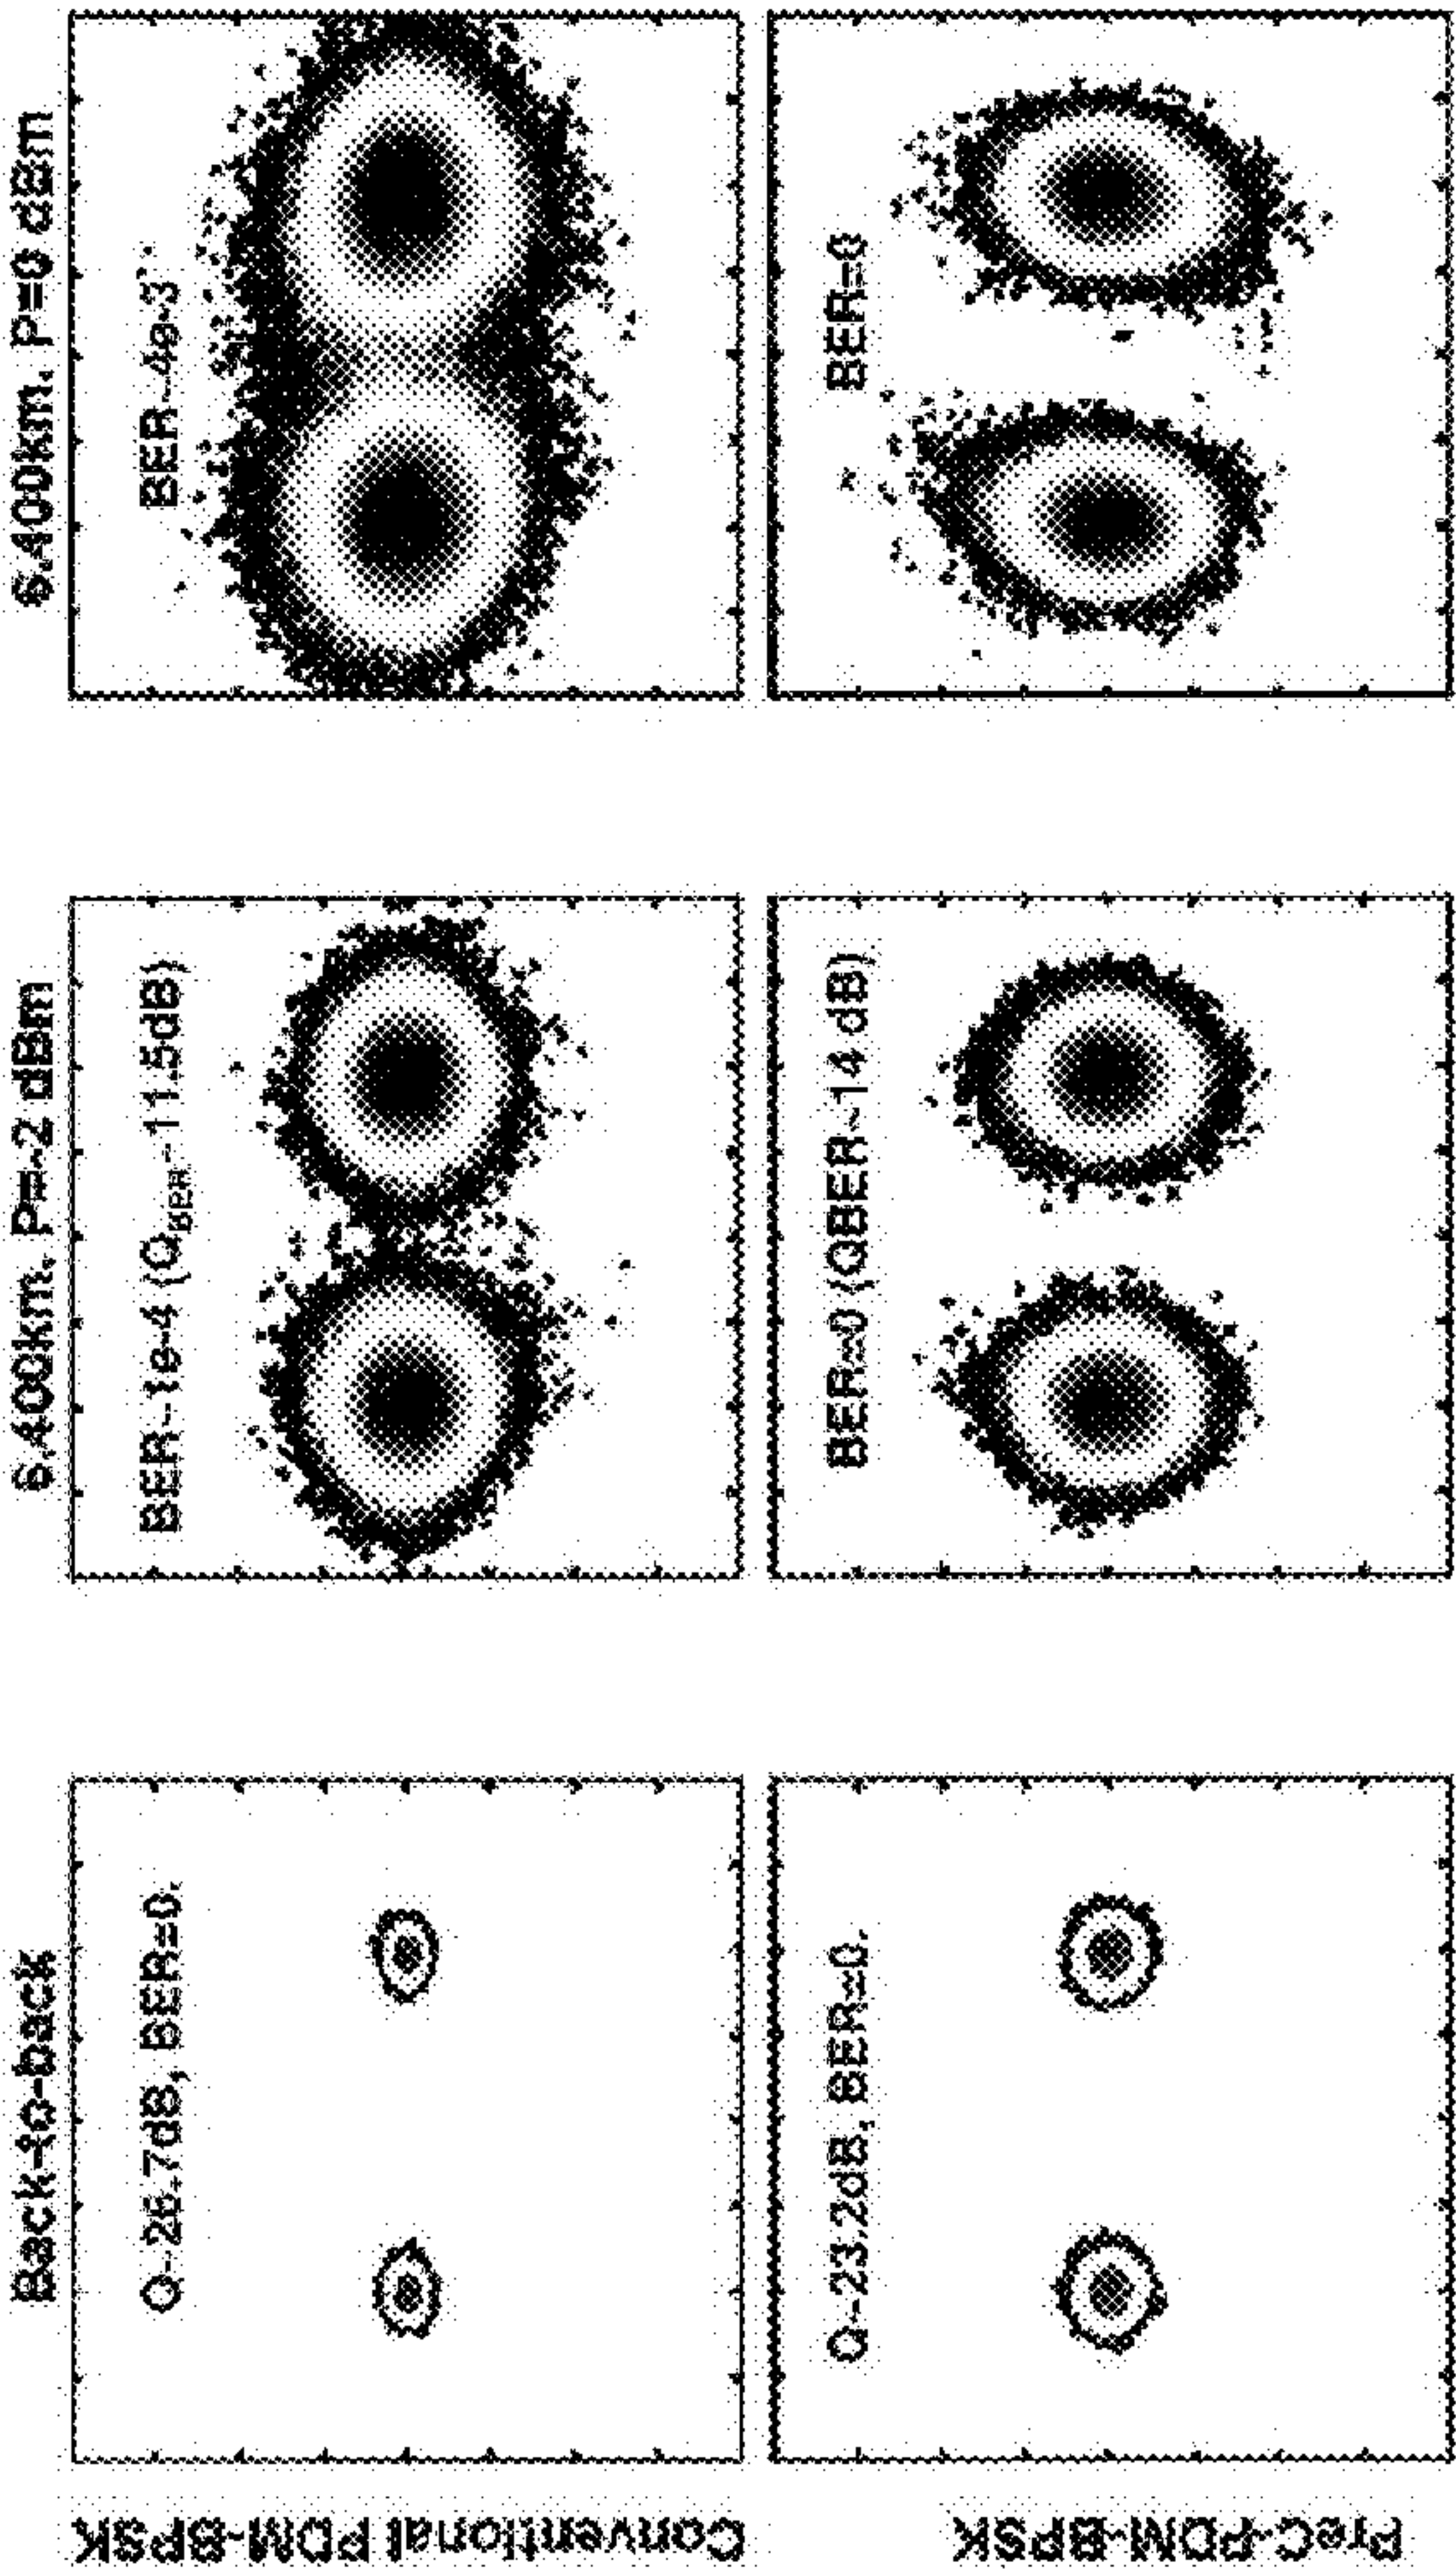 Back-to-back
6.400km. P=-2 dBm
6.400km. P=0 dBm
Conventional PDM-BPSK
Q~26.7dB, BER=0.
BER~1e-4 (QBER~11.5dB)
BER~4e-3
PreC-PDM-BPSK
Q~23.2dB, BER=0.
BER=0 (QBER~14 dB)
BER=0